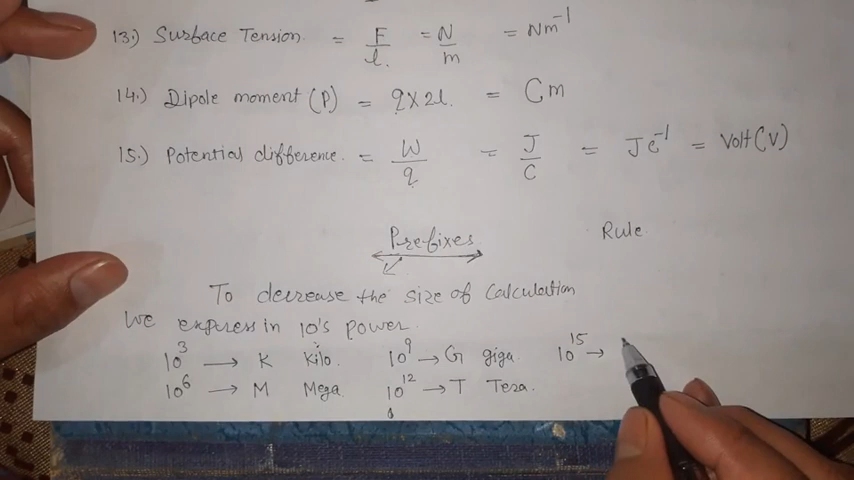 13.) Surface Tension = F/l. = N/m = Nm⁻¹
14.) Dipole moment (P) = q×2l. = Cm
15.) Potential difference. = W/q = J/C = JC⁻¹ = Volt (V)
Prefixes Rule
To decrease the size of Calculation
We express in 10's power.
10³ → K Kilo. 10⁹ → G giga. 10¹⁵ →
10⁶ → M Mega. 10¹² → T Tera.